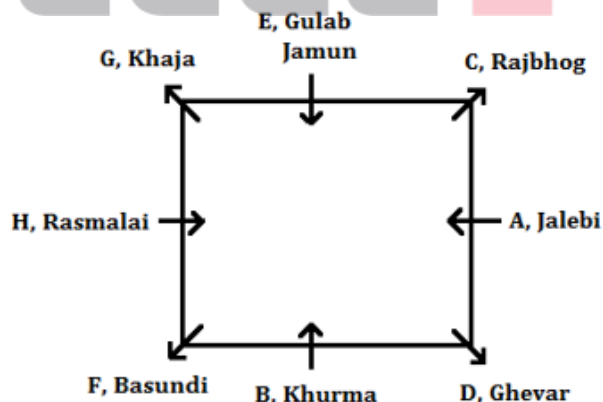 E, Gulab
Jamun
G, Khaja
C, Rajbhog
H, Rasmalai
A, Jalebi
F, Basundi
B, Khurma
D, Ghevar